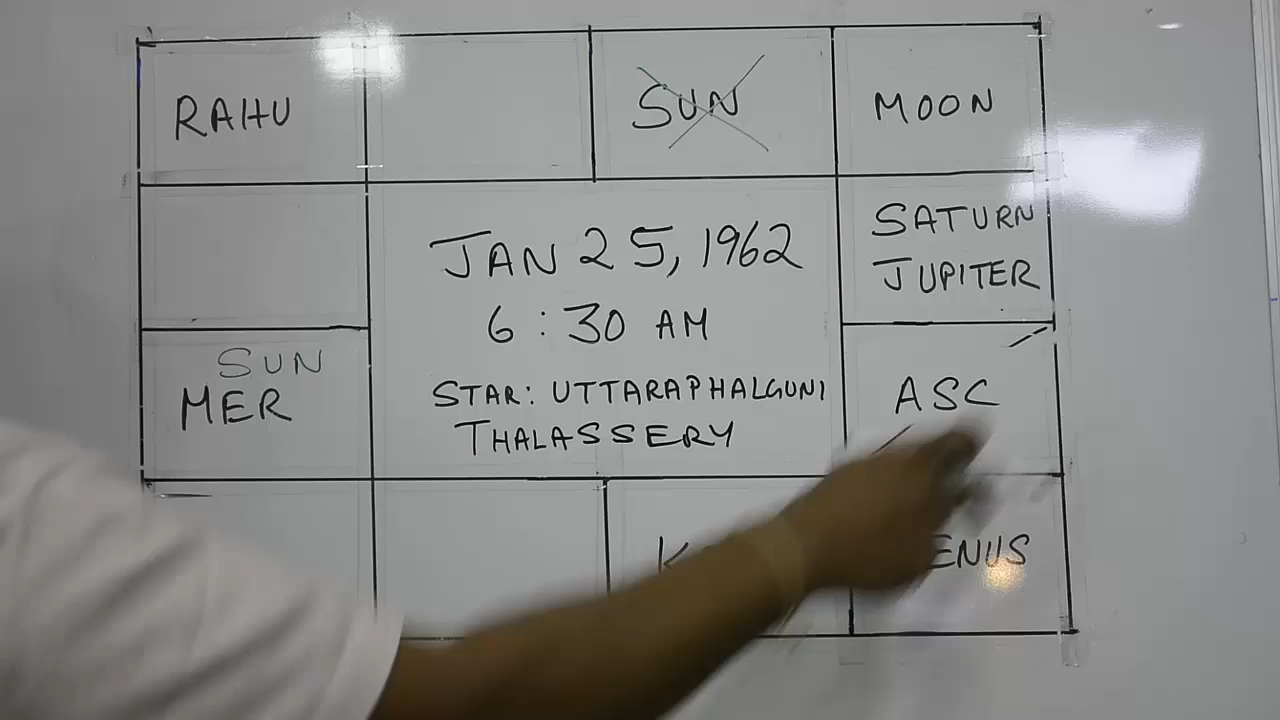 RAHU
SUN
MOON
SATURN
JUPITER
JAN 25, 1962
6 : 30 AM
STAR: UTTARAPHALGUNI
THALASSERY
SUN
MER
ASC